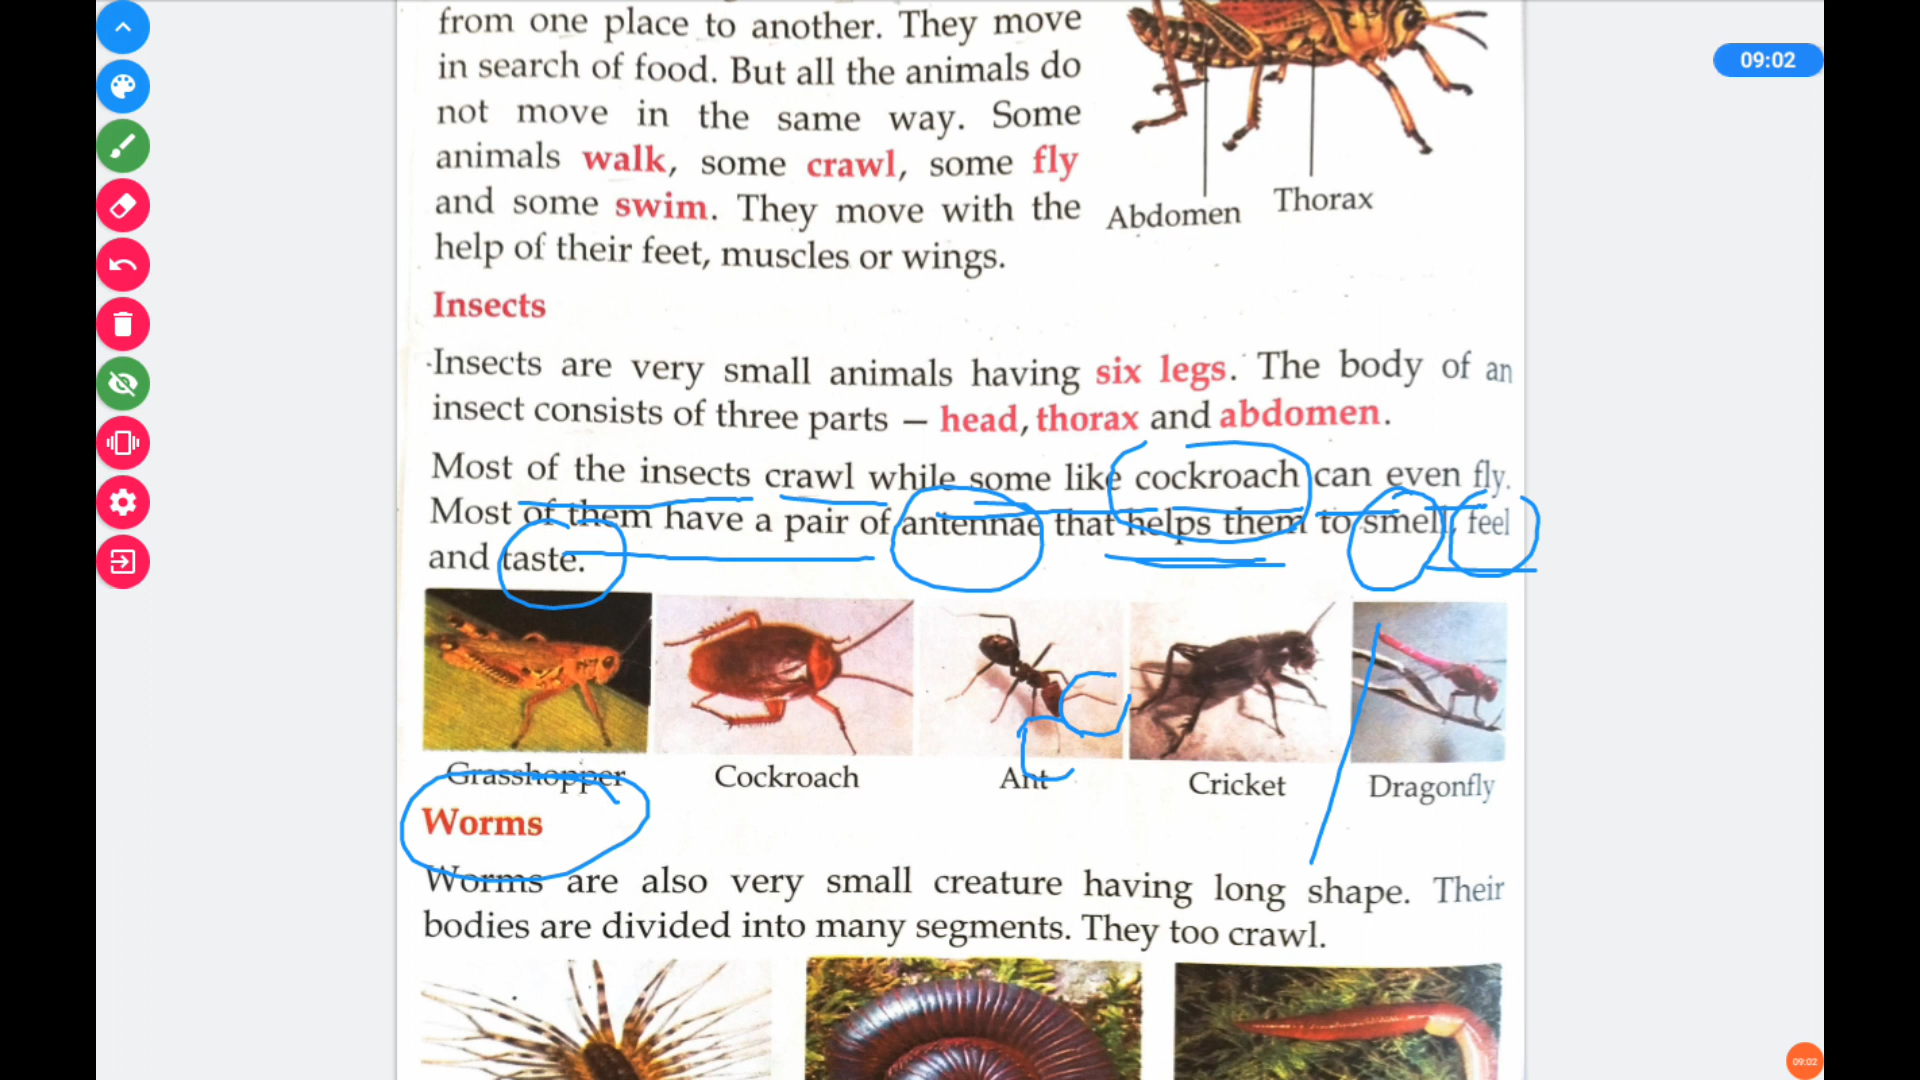 from one place to another. They move
in search of food. But all the animals do
not move in the same way. Some
animals walk, some crawl, some fly
and some swim. They move with the
help of their feet, muscles or wings.
Abdomen Thorax
09:02
Insects
Insects are very small animals having six legs. The body of an
insect consists of three parts – head, thorax and abdomen.
Most of the insects crawl while some like cockroach can even fly.
Most of them have a pair of antennae that helps them to smell, feel
and taste.
Grasshopper Cockroach Ant Cricket Dragonfly
Worms
Worms are also very small creature having long shape. Their
bodies are divided into many segments. They too crawl.
09:02